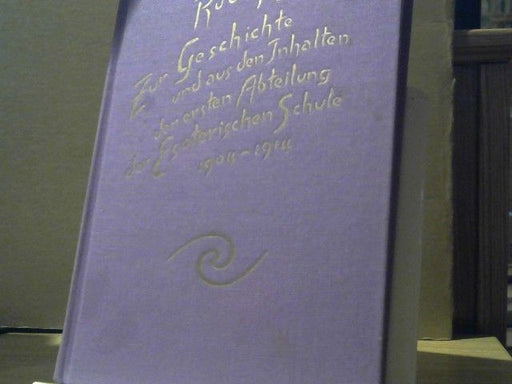 Zur Geschichte
und aus den Inhalten
der ersten Abteilung
der Esoterischen Schule
1904-1914